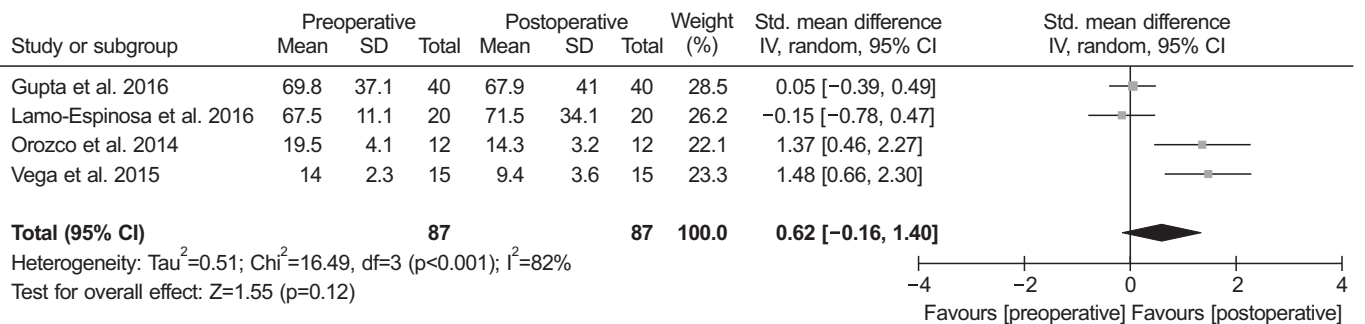 Preoperative Postoperative Weight Std. mean difference Std. mean difference
Study or subgroup Mean SD Total Mean SD Total (%) IV, random, 95% CI IV, random, 95% CI
Gupta et al. 2016 69.8 37.1 40 67.9 41 40 28.5 0.05 [−0.39, 0.49]
Lamo-Espinosa et al. 2016 67.5 11.1 20 71.5 34.1 20 26.2 −0.15 [−0.78, 0.47]
Orozco et al. 2014 19.5 4.1 12 14.3 3.2 12 22.1 1.37 [0.46, 2.27]
Vega et al. 2015 14 2.3 15 9.4 3.6 15 23.3 1.48 [0.66, 2.30]
Total (95% CI) 87 87 100.0 0.62 [−0.16, 1.40]
Heterogeneity: Tau²=0.51; Chi²=16.49, df=3 (p<0.001); I²=82%
Test for overall effect: Z=1.55 (p=0.12)
−4 −2 0 2 4
Favours [preoperative] Favours [postoperative]